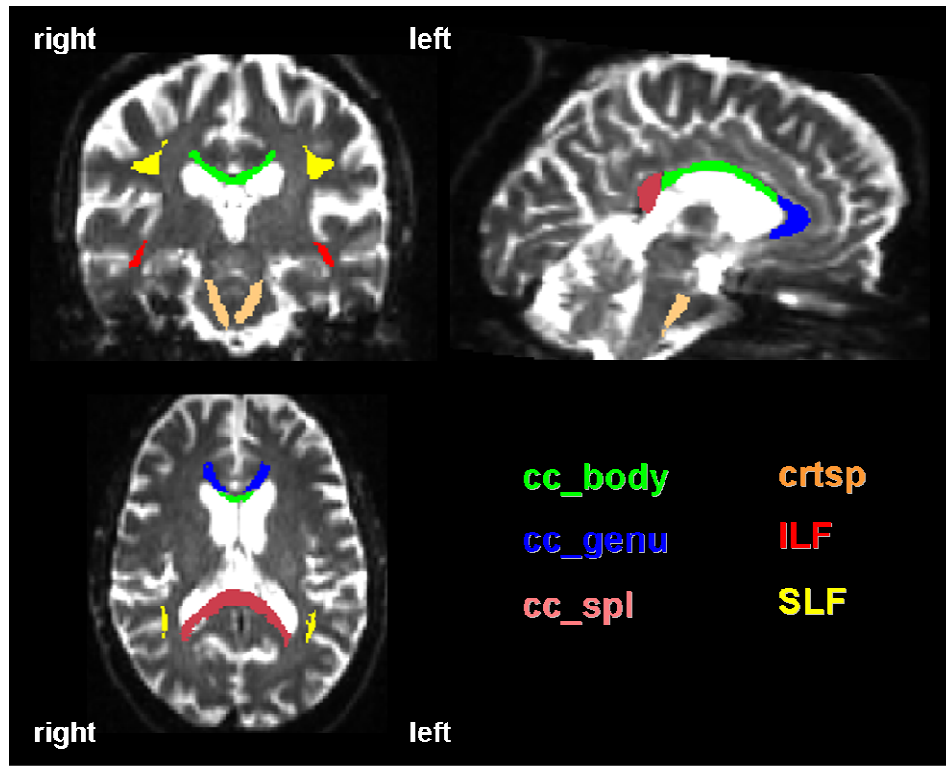 right left
cc_body crtsp
cc_genu ILF
cc_spl SLF
right left